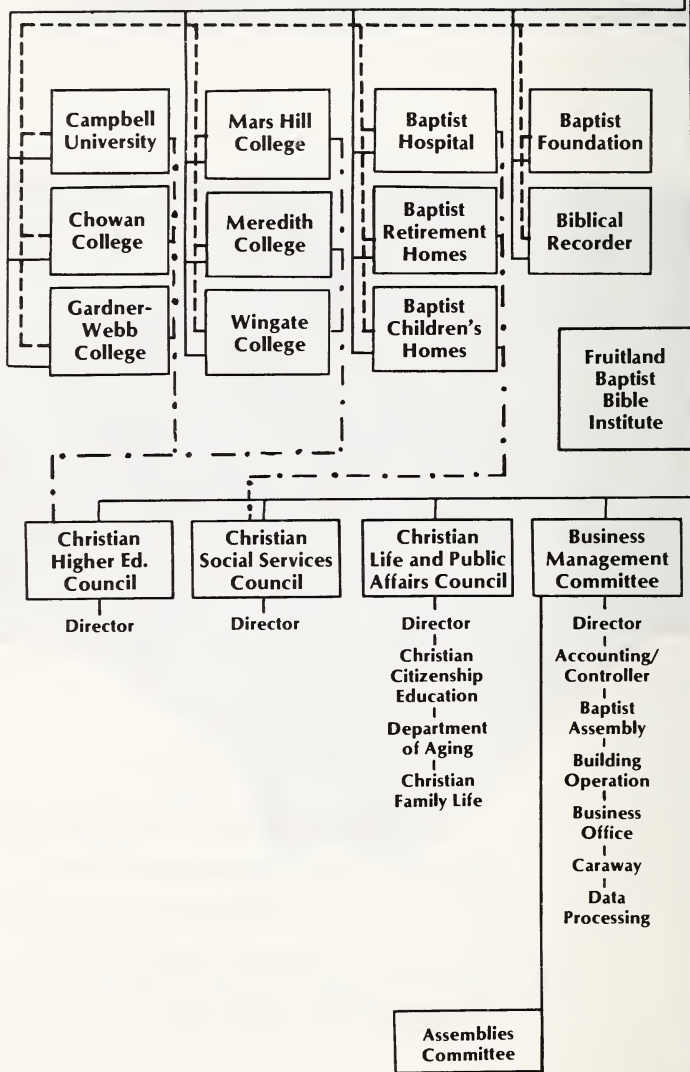 Campbell
University
Mars Hill
College
Baptist
Hospital
Baptist
Foundation
Chowan
College
Meredith
College
Baptist
Retirement
Homes
Biblical
Recorder
Gardner-
Webb
College
Wingate
College
Baptist
Children's
Homes
Fruitland
Baptist
Bible
Institute
Christian
Higher Ed.
Council
Director
Christian
Social Services
Council
Director
Christian
Life and Public
Affairs Council
Director
Christian
Citizenship
Education
Department
of Aging
Christian
Family Life
Business
Management
Committee
Director
Accounting/
Controller
Baptist
Assembly
Building
Operation
Business
Office
Caraway
Data
Processing
Assemblies
Committee